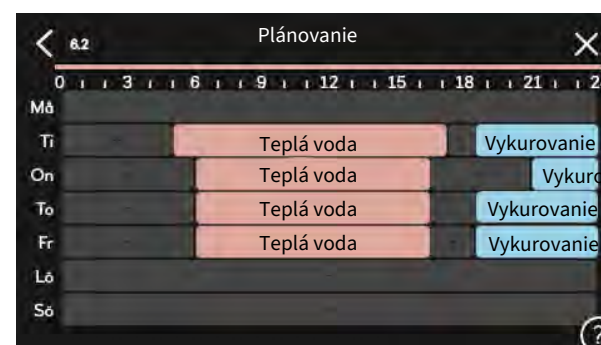 6.2 Plánovanie
0 3 6 9 12 15 18 21 2
Må
Ti Teplá voda Vykurovanie
On Teplá voda Vykuro
To Teplá voda Vykurovanie
Fr Teplá voda Vykurovanie
Lö
Sö
?